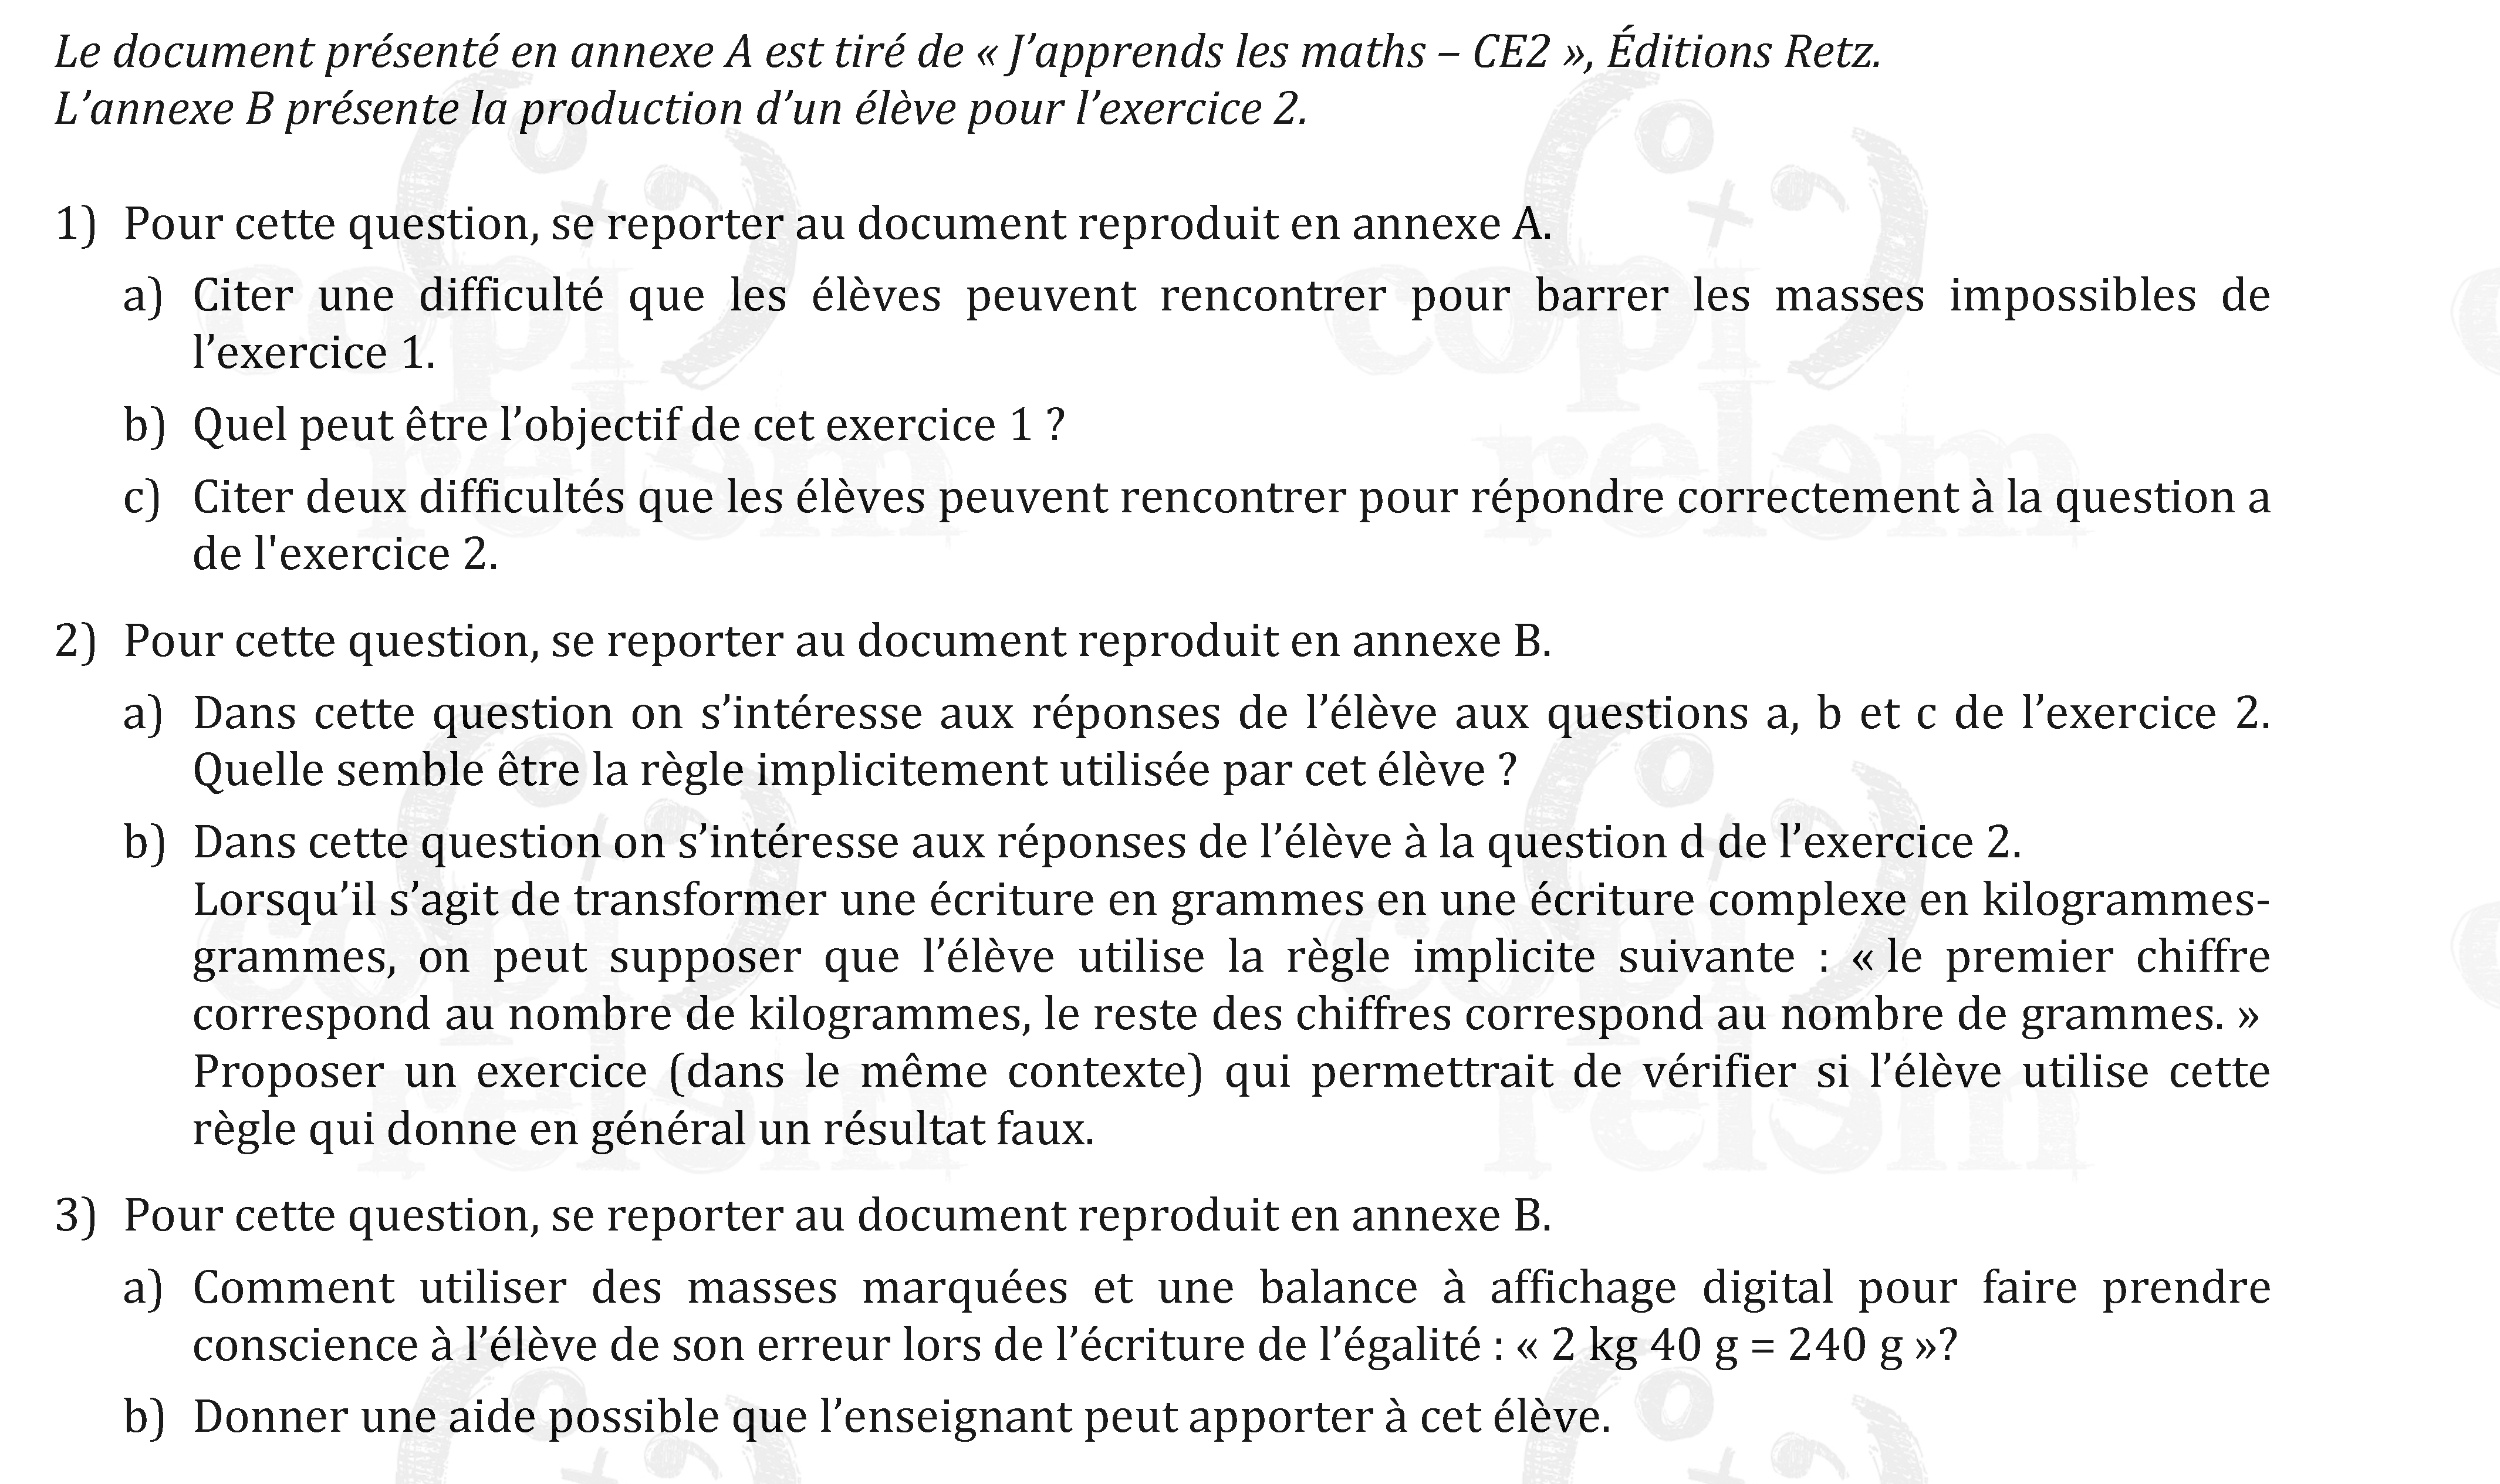 Le document présenté en annexe A est tiré de « J’apprends les maths – CE2 », Éditions Retz.
L’annexe B présente la production d’un élève pour l’exercice 2.
1) Pour cette question, se reporter au document reproduit en annexe A.
a) Citer une difficulté que les élèves peuvent rencontrer pour barrer les masses impossibles de
l’exercice 1.
b) Quel peut être l’objectif de cet exercice 1 ?
c) Citer deux difficultés que les élèves peuvent rencontrer pour répondre correctement à la question a
de l'exercice 2.
2) Pour cette question, se reporter au document reproduit en annexe B.
a) Dans cette question on s’intéresse aux réponses de l’élève aux questions a, b et c de l’exercice 2.
Quelle semble être la règle implicitement utilisée par cet élève ?
b) Dans cette question on s’intéresse aux réponses de l’élève à la question d de l’exercice 2.
Lorsqu’il s’agit de transformer une écriture en grammes en une écriture complexe en kilogrammes-
grammes, on peut supposer que l’élève utilise la règle implicite suivante : « le premier chiffre
correspond au nombre de kilogrammes, le reste des chiffres correspond au nombre de grammes. »
Proposer un exercice (dans le même contexte) qui permettrait de vérifier si l’élève utilise cette
règle qui donne en général un résultat faux.
3) Pour cette question, se reporter au document reproduit en annexe B.
a) Comment utiliser des masses marquées et une balance à affichage digital pour faire prendre
conscience à l’élève de son erreur lors de l’écriture de l’égalité : « 2 kg 40 g = 240 g »?
b) Donner une aide possible que l’enseignant peut apporter à cet élève.